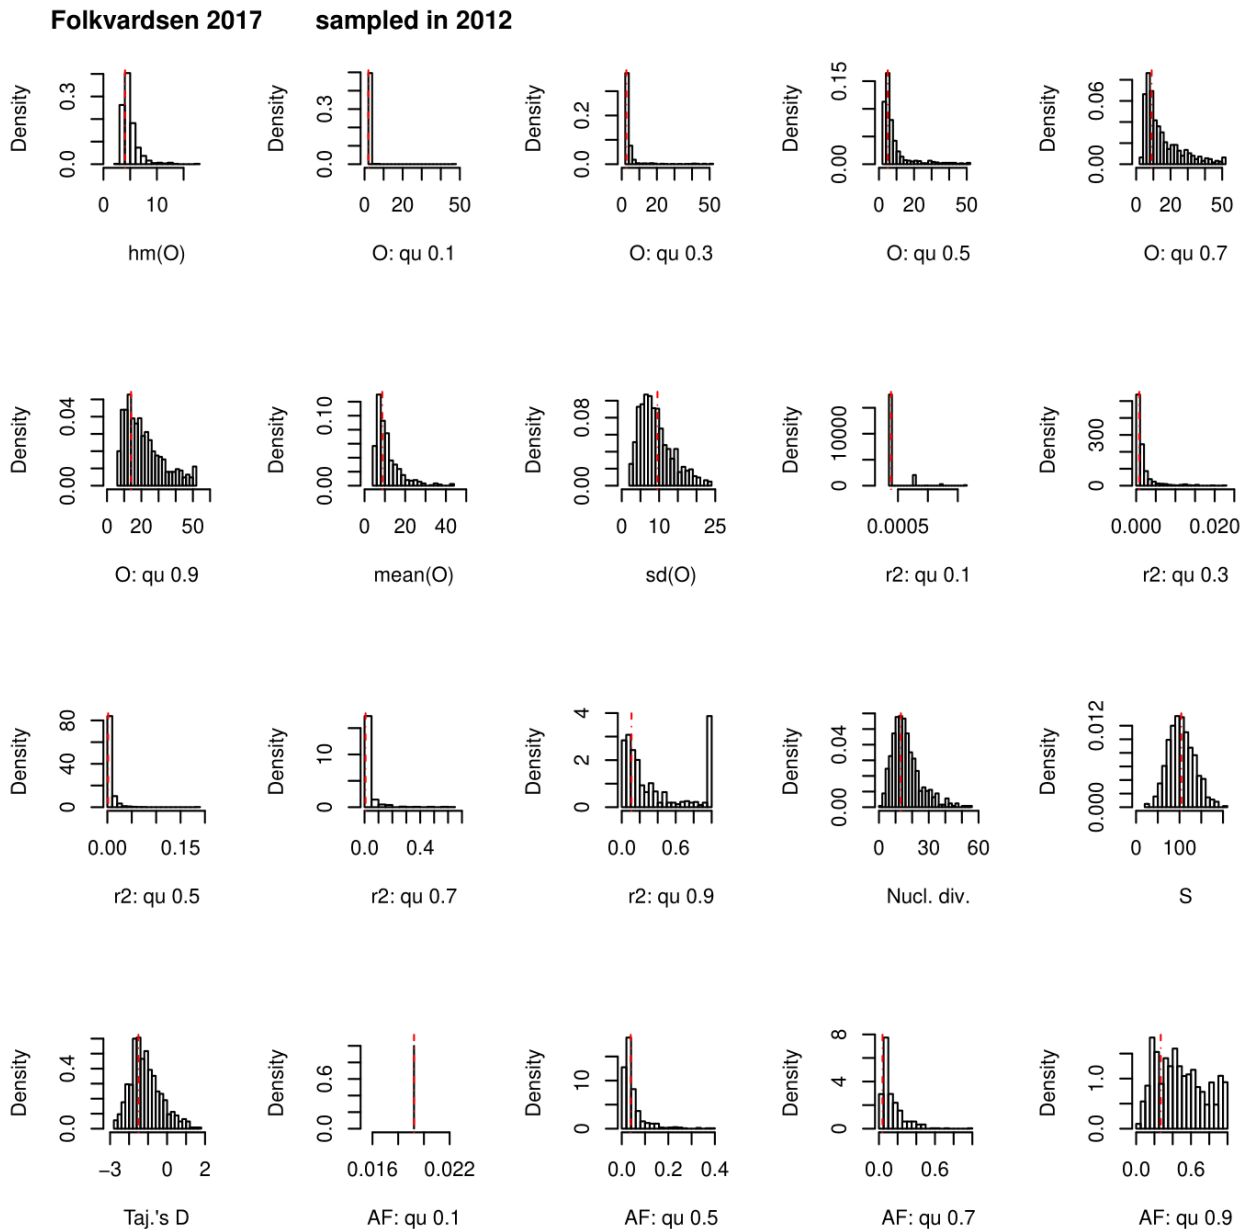 Folkvardsen 2017 sampled in 2012
Density Density Density Density Density
0.0 0.3
0.0 0.3
0.0 0.2
0.00 0.15
0.00 0.06
0 10
0 20 50
0 20 50
0 20 50
0 20 50
hm(O) O: qu 0.1 O: qu 0.3 O: qu 0.5 O: qu 0.7
Density Density Density Density Density
0.00 0.04
0.00 0.10
0.00 0.08
0 10000
0 300
0 20 50
0 20 40
0 10 25
0.0005
0.000 0.020
O: qu 0.9 mean(O) sd(O) r2: qu 0.1 r2: qu 0.3
Density Density Density Density Density
0 40 80
0 10
0 2 4
0.00 0.04
0.000 0.012
0.00 0.15
0.0 0.4
0.0 0.6
0 30 60
0 100
r2: qu 0.5 r2: qu 0.7 r2: qu 0.9 Nucl. div. S
Density Density Density Density Density
0.0 0.4
0.0 0.6
0 10
0 4 8
0.0 1.0
−3 0 2
0.016 0.022
0.0 0.2 0.4
0.0 0.6
0.0 0.6
Taj.'s D AF: qu 0.1 AF: qu 0.5 AF: qu 0.7 AF: qu 0.9